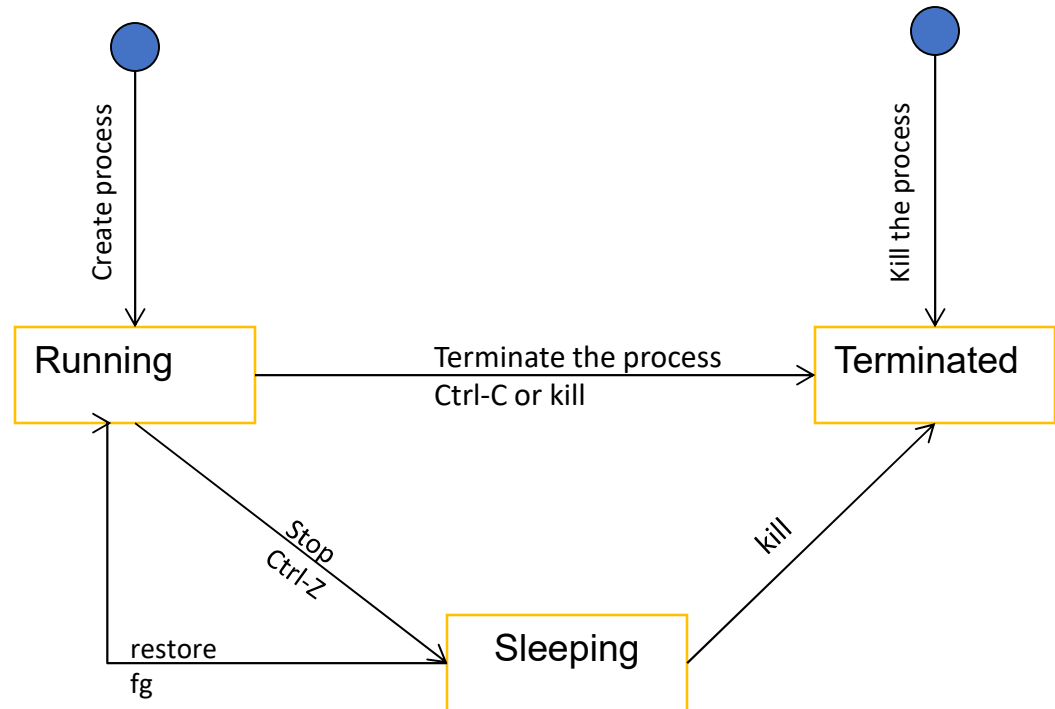 Create process
Kill the process
Running
Terminate the process
Ctrl-C or kill
Terminated
Stop
Ctrl-Z
kill
restore
fg
Sleeping